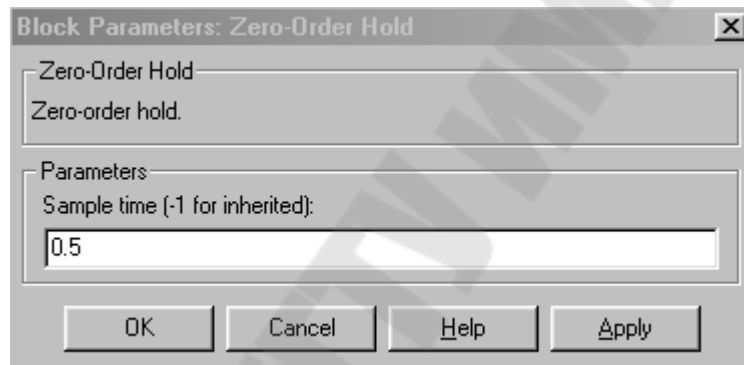 Block Parameters: Zero-Order Hold
Zero-Order Hold
Zero-order hold.
Parameters
Sample time (-1 for inherited):
0.5
OK Cancel Help Apply